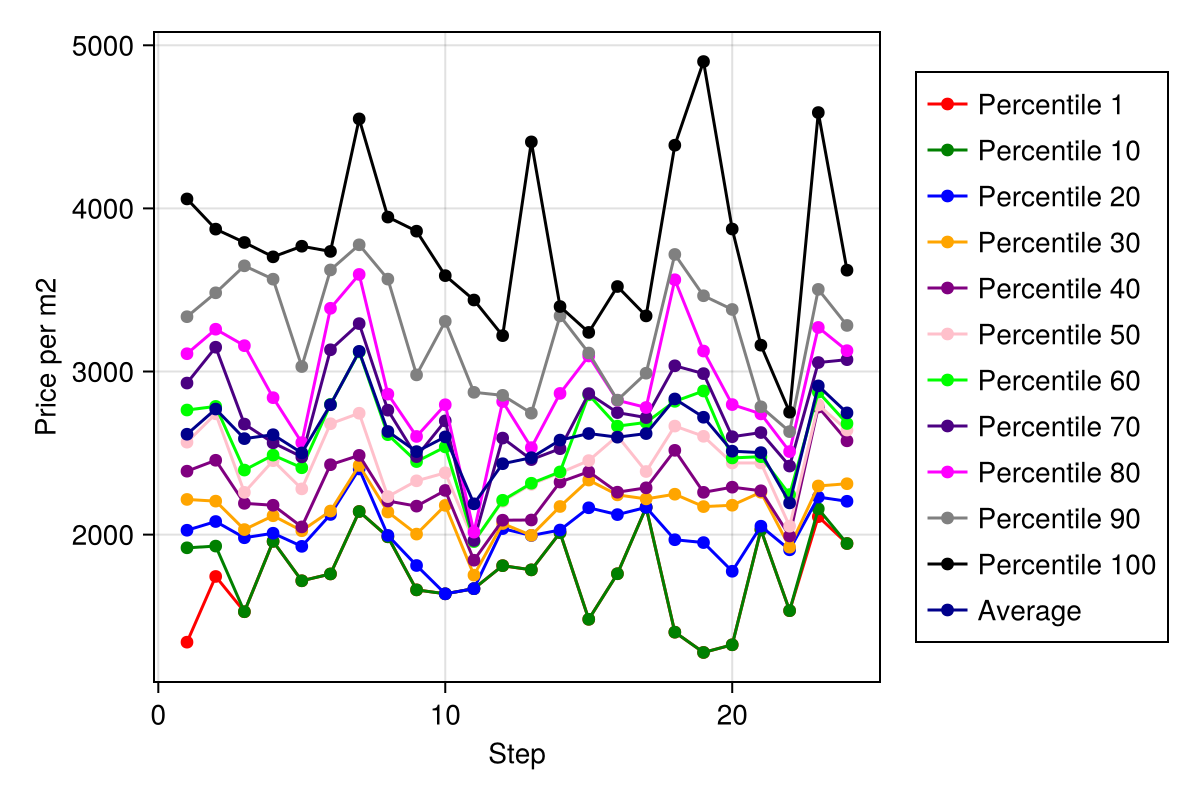 5000
4000
3000
2000
Price per m2
0
10
20
Step
Percentile 1
Percentile 10
Percentile 20
Percentile 30
Percentile 40
Percentile 50
Percentile 60
Percentile 70
Percentile 80
Percentile 90
Percentile 100
Average